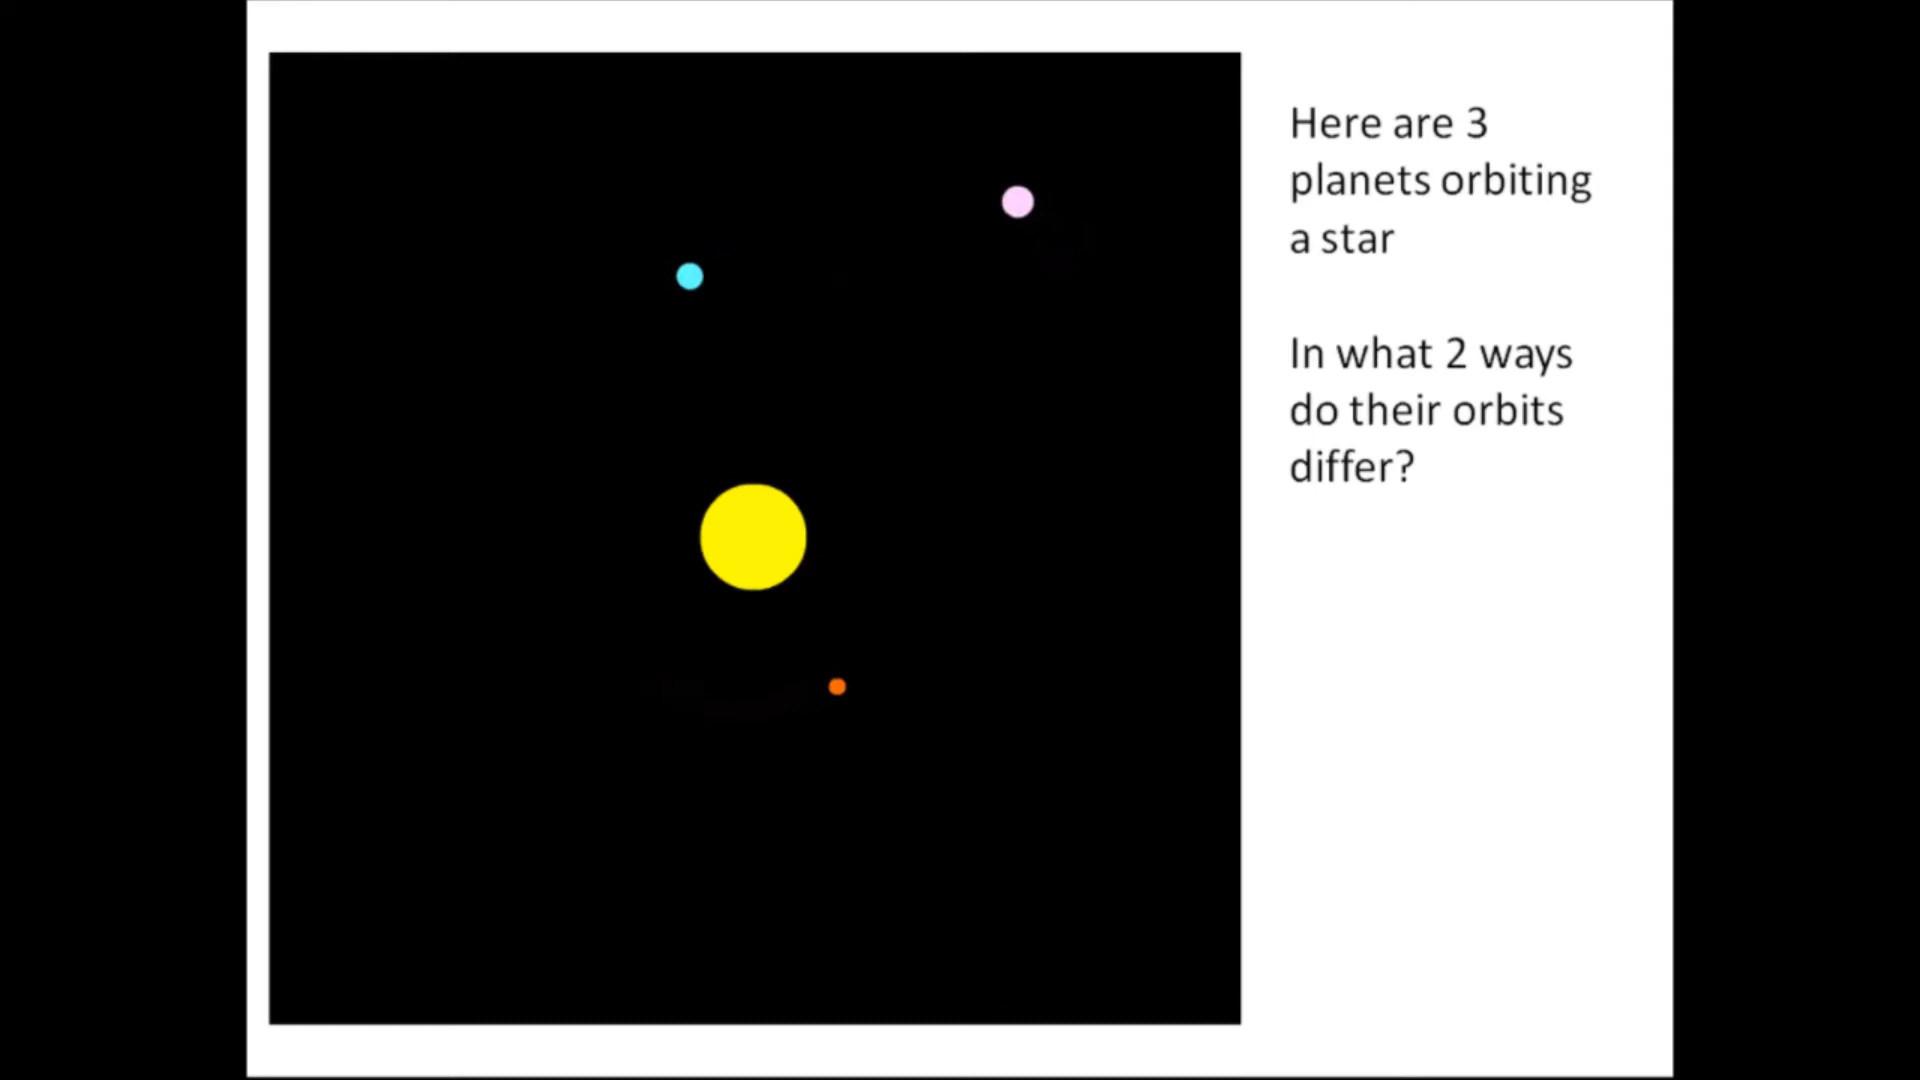 Here are 3
planets orbiting
a star
In what 2 ways
do their orbits
differ?